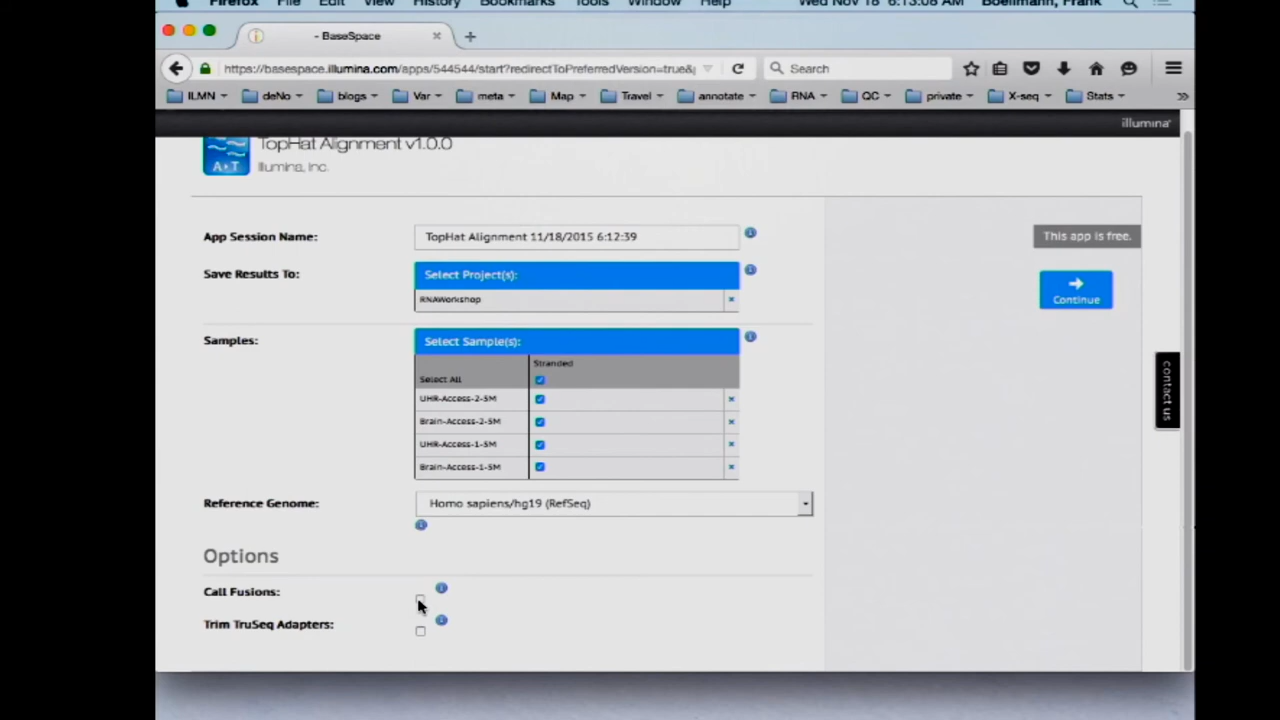 Firefox File Edit View History Bookmarks Tools Window Help Wed Nov 18 6:13:08 AM Boellmann, Frank
- BaseSpace
https://basespace.illumina.com/apps/544544/start?redirectToPreferredVersion=true& Search
ILMN deNo blogs Var meta Map Travel annotate RNA QC private X-seq Stats
illumina
TopHat Alignment v1.0.0
Illumina, Inc.
A▸T
App Session Name: TopHat Alignment 11/18/2015 6:12:39
This app is free.
Save Results To: Select Project(s):
RNAWorkshop
Continue
Samples: Select Sample(s):
Stranded
Select All
UHR-Access-2-5M
Brain-Access-2-5M
UHR-Access-1-5M
Brain-Access-1-5M
contact us
Reference Genome: Homo sapiens/hg19 (RefSeq)
Options
Call Fusions:
Trim TruSeq Adapters: